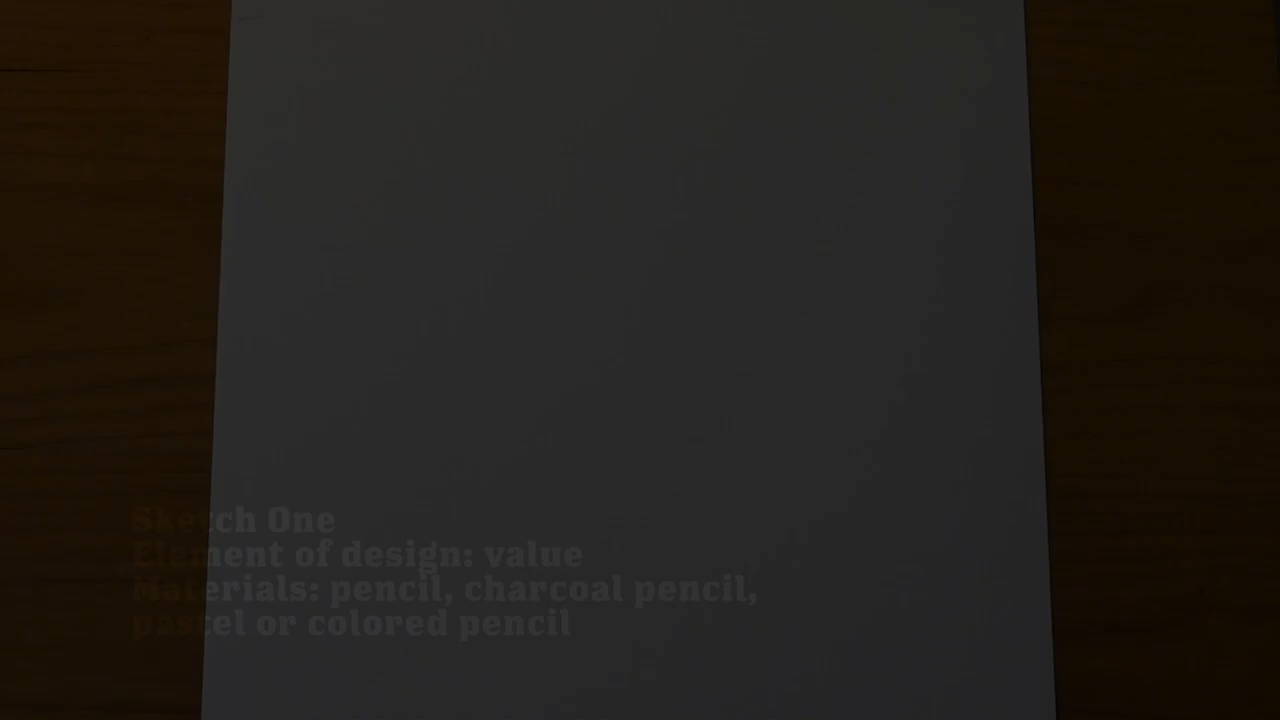 Sketch One
Element of design: value
Materials: pencil, charcoal pencil,
pastel or colored pencil